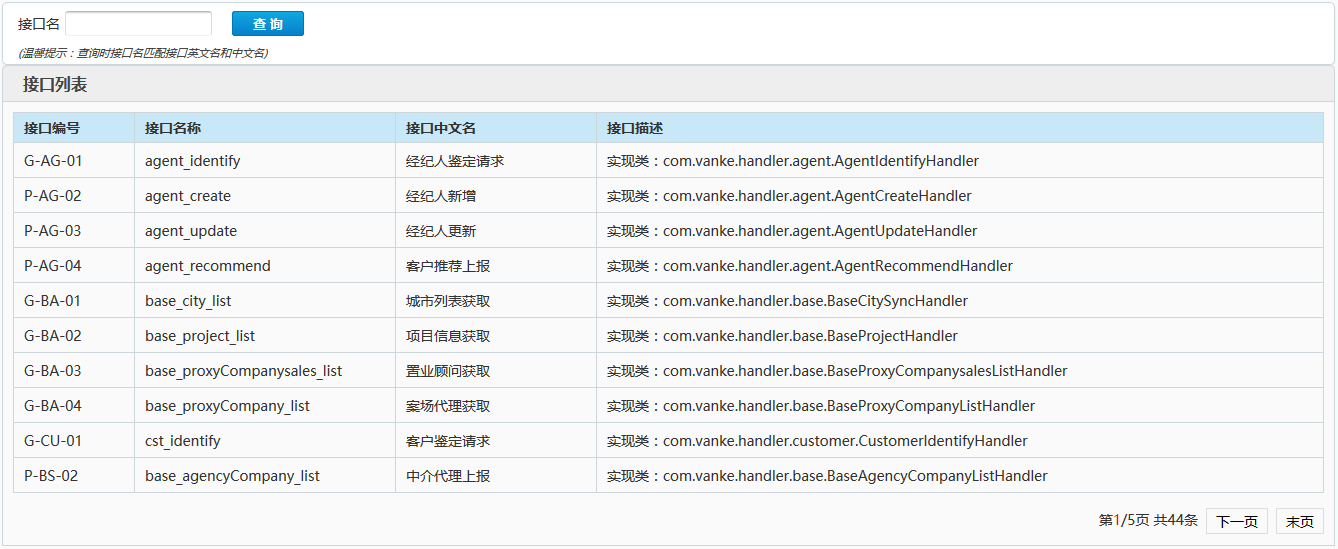 接口名 查 询
(温馨提示：查询时接口名匹配接口英文名和中文名)
接口列表
接口编号 接口名称 接口中文名 接口描述
G-AG-01 agent_identify 经纪人鉴定请求 实现类：com.vanke.handler.agent.AgentIdentifyHandler
P-AG-02 agent_create 经纪人新增 实现类：com.vanke.handler.agent.AgentCreateHandler
P-AG-03 agent_update 经纪人更新 实现类：com.vanke.handler.agent.AgentUpdateHandler
P-AG-04 agent_recommend 客户推荐上报 实现类：com.vanke.handler.agent.AgentRecommendHandler
G-BA-01 base_city_list 城市列表获取 实现类：com.vanke.handler.base.BaseCitySyncHandler
G-BA-02 base_project_list 项目信息获取 实现类：com.vanke.handler.base.BaseProjectHandler
G-BA-03 base_proxyCompanysales_list 置业顾问获取 实现类：com.vanke.handler.base.BaseProxyCompanysalesListHandler
G-BA-04 base_proxyCompany_list 案场代理获取 实现类：com.vanke.handler.base.BaseProxyCompanyListHandler
G-CU-01 cst_identify 客户鉴定请求 实现类：com.vanke.handler.customer.CustomerIdentifyHandler
P-BS-02 base_agencyCompany_list 中介代理上报 实现类：com.vanke.handler.base.BaseAgencyCompanyListHandler
第1/5页 共44条 下一页 末页